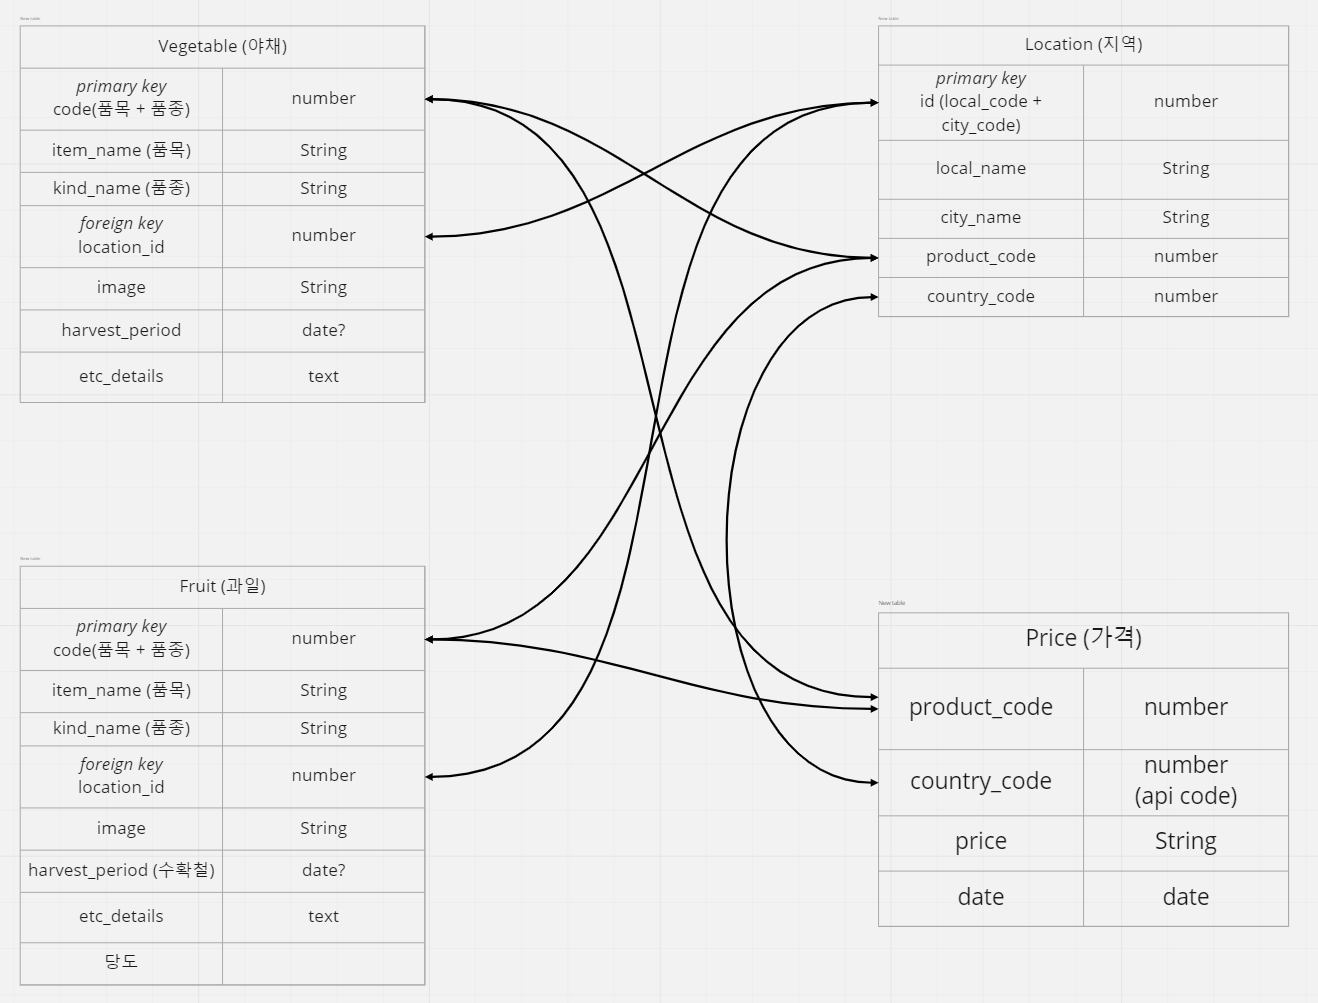 New table
Vegetable (야채)
primary key
code(품목 + 품종)
number
item_name (품목)
String
kind_name (품종)
String
foreign key
location_id
number
image
String
harvest_period
date?
etc_details
text
New table
Location (지역)
primary key
id (local_code +
city_code)
number
local_name
String
city_name
String
product_code
number
country_code
number
New table
Fruit (과일)
primary key
code(품목 + 품종)
number
item_name (품목)
String
kind_name (품종)
String
foreign key
location_id
number
image
String
harvest_period (수확철)
date?
etc_details
text
당도
New table
Price (가격)
product_code
number
country_code
number
(api code)
price
String
date
date